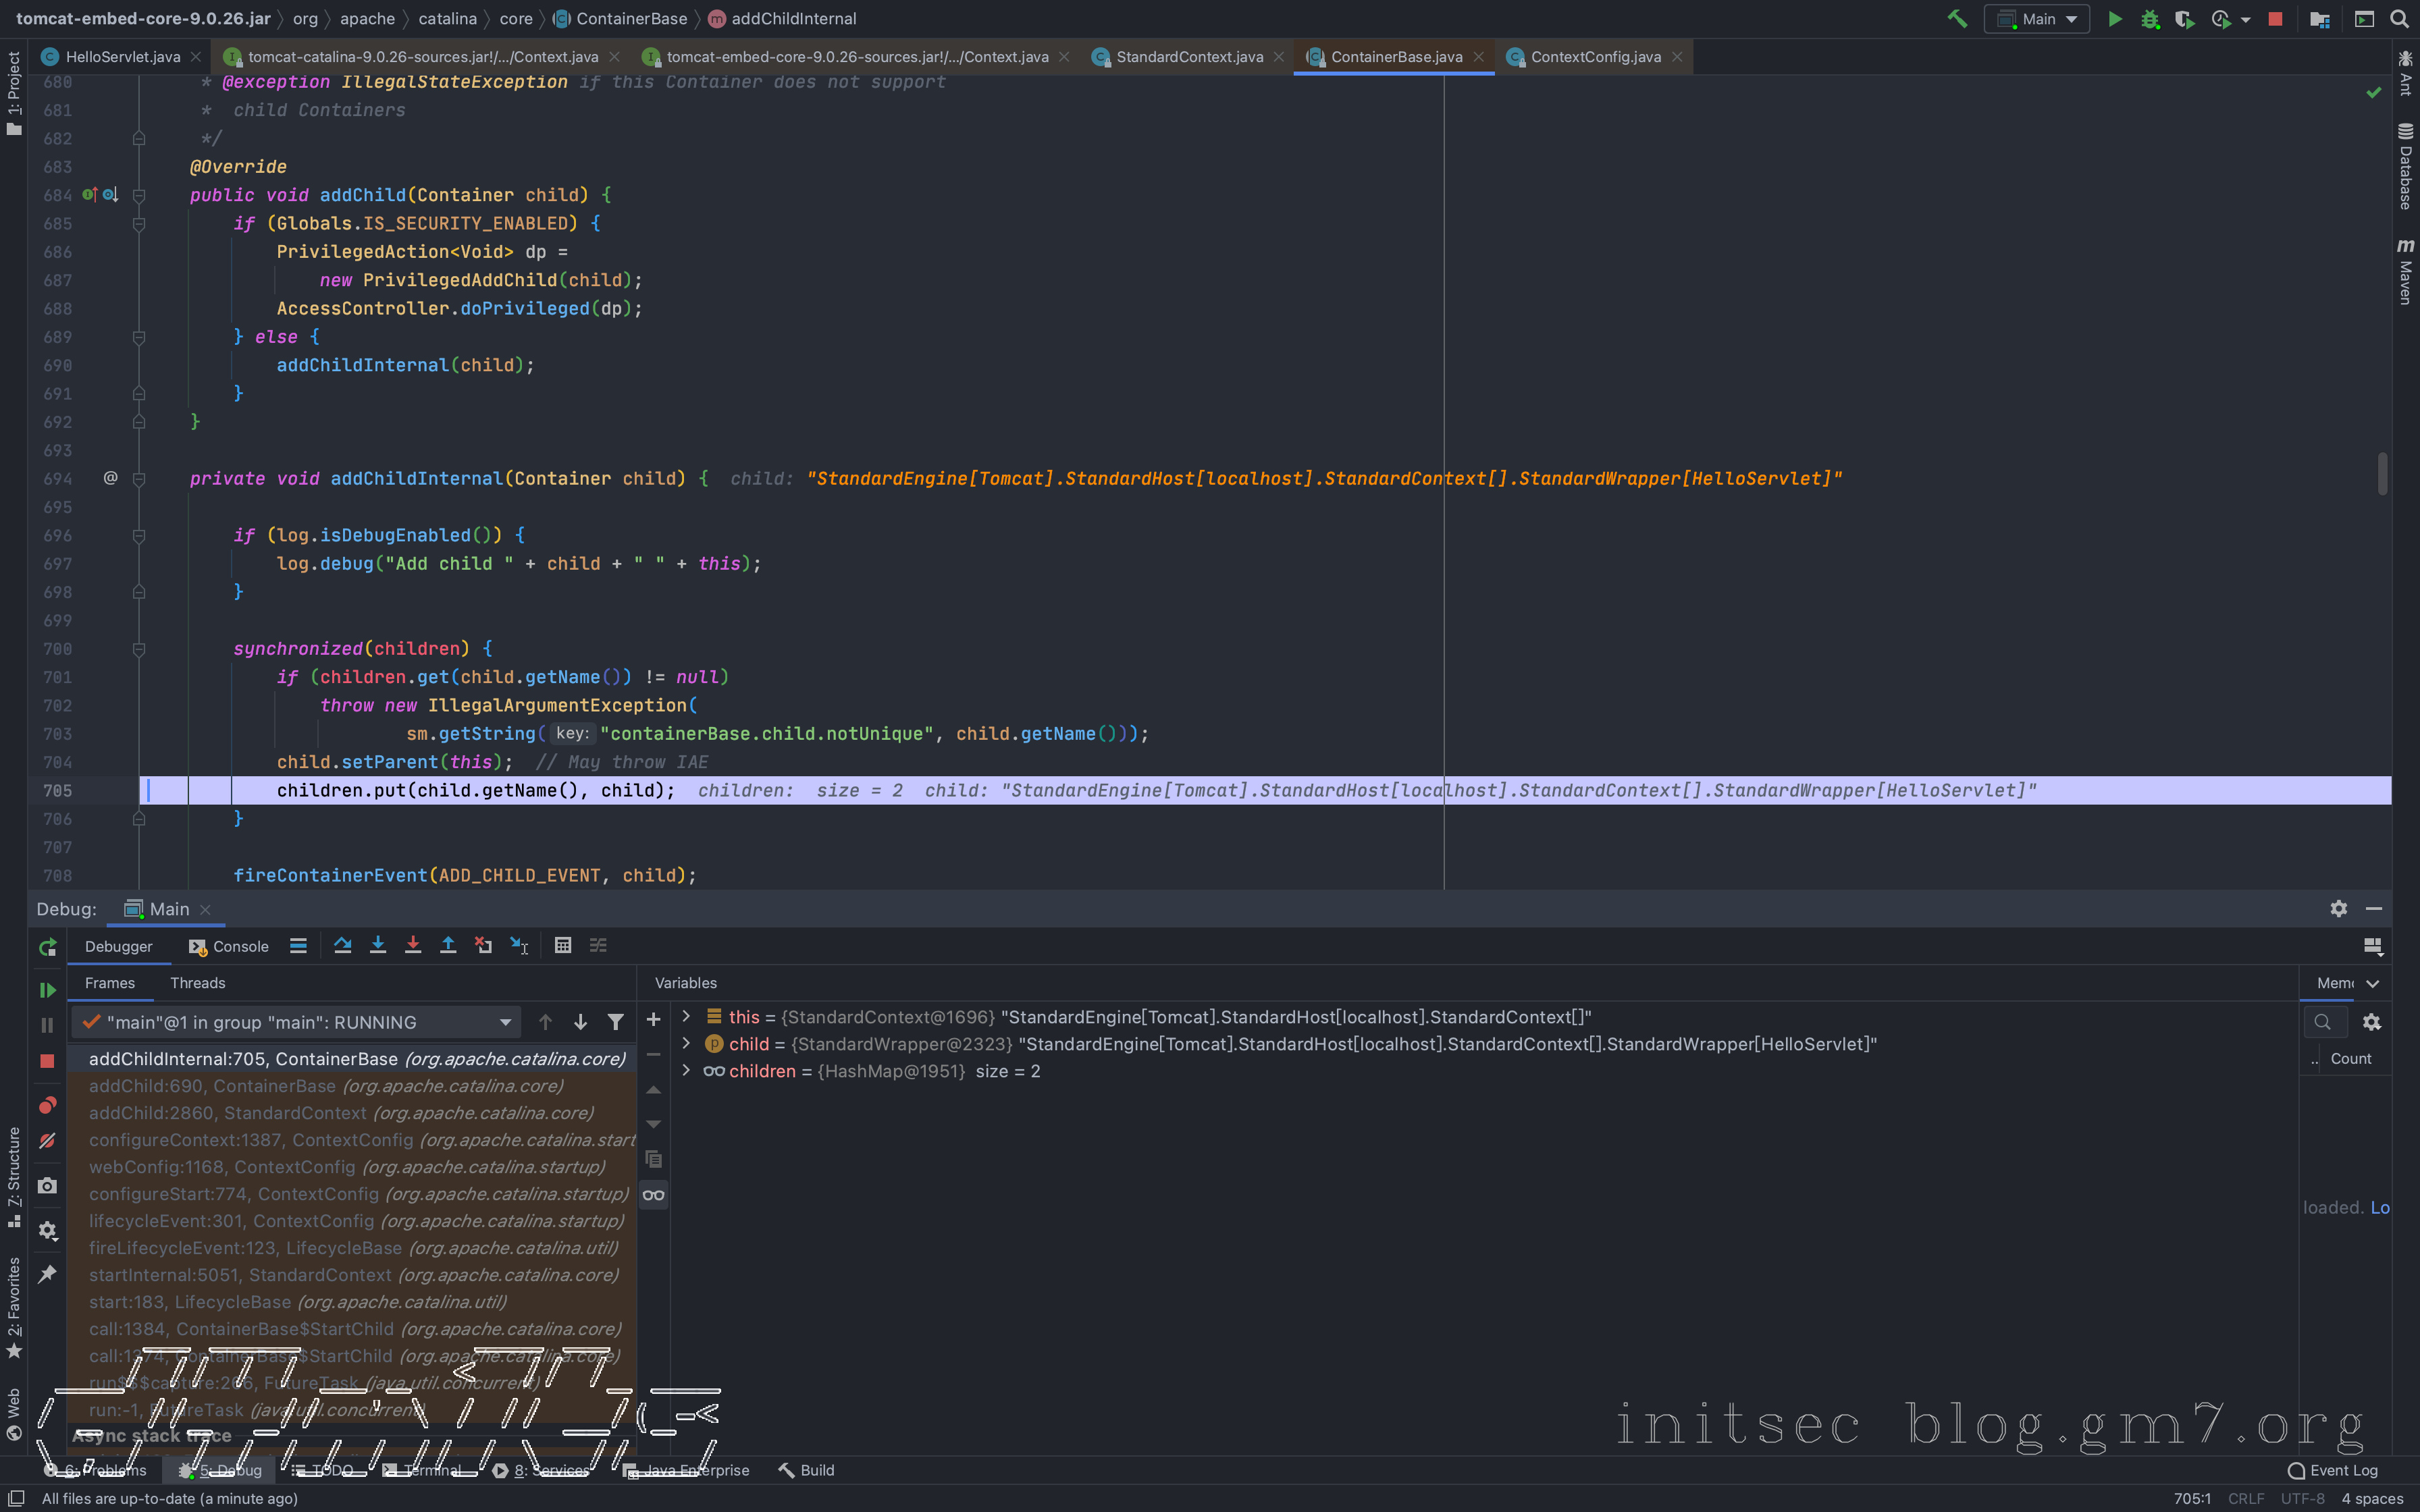 tomcat-embed-core-9.0.26.jar 〉 org 〉 apache 〉 catalina 〉 core 〉 ContainerBase 〉 addChildInternal
Main
HelloServlet.java
tomcat-catalina-9.0.26-sources.jar!/.../Context.java
tomcat-embed-core-9.0.26-sources.jar!/.../Context.java
StandardContext.java
ContainerBase.java
ContextConfig.java
1: Project
Ant
Database
Maven
680 * @exception IllegalStateException if this Container does not support
681 * child Containers
682 */
683 @Override
684 public void addChild(Container child) {
685 if (Globals.IS_SECURITY_ENABLED) {
686 PrivilegedAction<Void> dp =
687 new PrivilegedAddChild(child);
688 AccessController.doPrivileged(dp);
689 } else {
690 addChildInternal(child);
691 }
692 }
693
694 @ private void addChildInternal(Container child) { child: "StandardEngine[Tomcat].StandardHost[localhost].StandardContext[].StandardWrapper[HelloServlet]"
695
696 if (log.isDebugEnabled()) {
697 log.debug("Add child " + child + " " + this);
698 }
699
700 synchronized(children) {
701 if (children.get(child.getName()) != null)
702 throw new IllegalArgumentException(
703 sm.getString( key: "containerBase.child.notUnique", child.getName()));
704 child.setParent(this); // May throw IAE
705 children.put(child.getName(), child); children: size = 2 child: "StandardEngine[Tomcat].StandardHost[localhost].StandardContext[].StandardWrapper[HelloServlet]"
706 }
707
708 fireContainerEvent(ADD_CHILD_EVENT, child);
Debug: Main
Debugger Console
Frames Threads
Variables
Memo
"main"@1 in group "main": RUNNING
addChildInternal:705, ContainerBase (org.apache.catalina.core)
addChild:690, ContainerBase (org.apache.catalina.core)
addChild:2860, StandardContext (org.apache.catalina.core)
configureContext:1387, ContextConfig (org.apache.catalina.start
webConfig:1168, ContextConfig (org.apache.catalina.startup)
configureStart:774, ContextConfig (org.apache.catalina.startup)
lifecycleEvent:301, ContextConfig (org.apache.catalina.startup)
fireLifecycleEvent:123, LifecycleBase (org.apache.catalina.util)
startInternal:5051, StandardContext (org.apache.catalina.core)
start:183, LifecycleBase (org.apache.catalina.util)
call:1384, ContainerBase$StartChild (org.apache.catalina.core)
call:1374, ContainerBase$StartChild (org.apache.catalina.core)
run$$$capture:266, FutureTask (java.util.concurrent)
run:-1, FutureTask (java.util.concurrent)
Async stack trace
this = {StandardContext@1696} "StandardEngine[Tomcat].StandardHost[localhost].StandardContext[]"
child = {StandardWrapper@2323} "StandardEngine[Tomcat].StandardHost[localhost].StandardContext[].StandardWrapper[HelloServlet]"
children = {HashMap@1951} size = 2
.. Count
loaded. Lo
Z: Structure
2: Favorites
Web
initsec blog.gm7.org
6: Problems 5: Debug TODO Terminal 8: Services Java Enterprise Build
Event Log
All files are up-to-date (a minute ago)
705:1 CRLF UTF-8 4 spaces